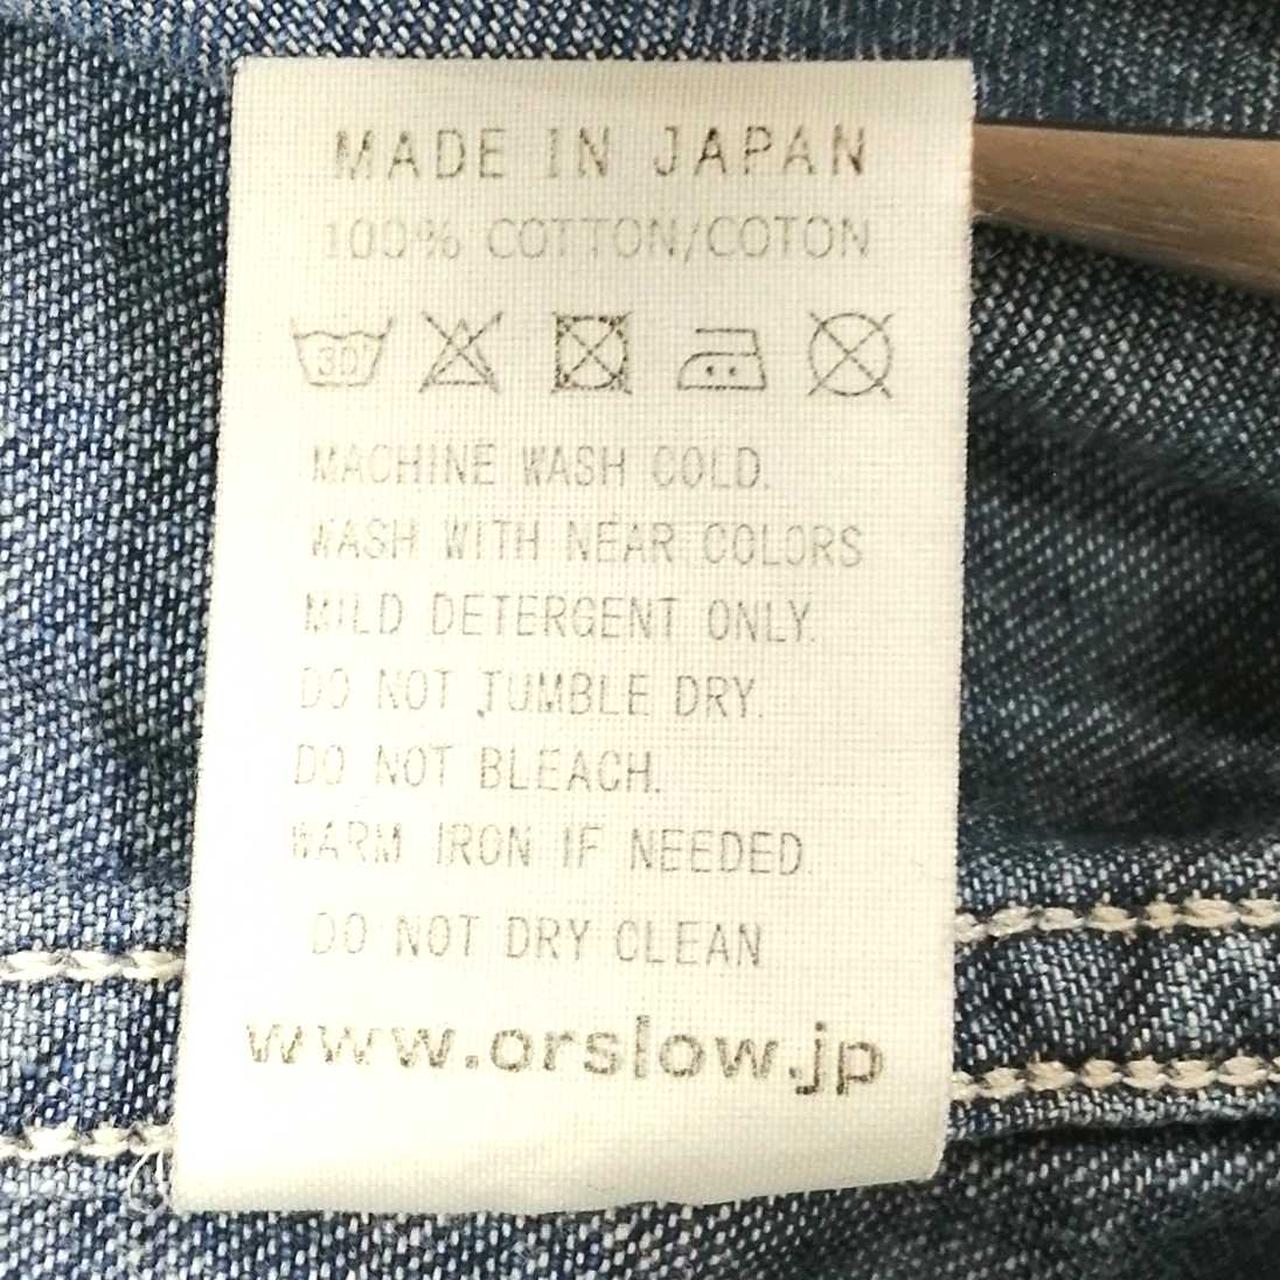 MADE IN JAPAN
100% COTTON/COTON
30
MACHINE WASH COLD.
WASH WITH NEAR COLORS
MILD DETERGENT ONLY.
DO NOT TUMBLE DRY.
DO NOT BLEACH.
WARM IRON IF NEEDED.
DO NOT DRY CLEAN
www.orslow.jp